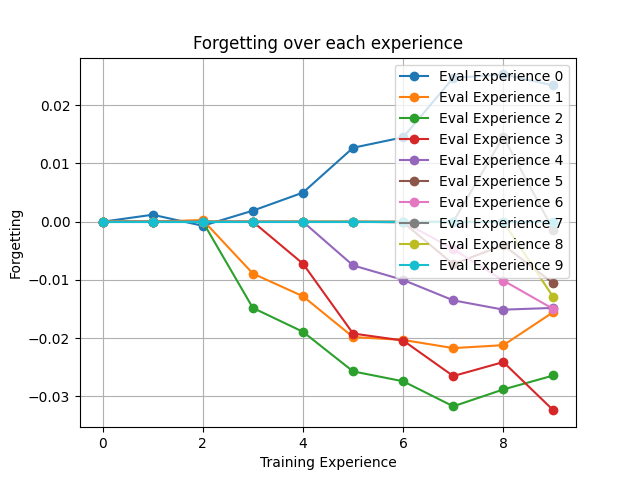 Forgetting over each experience
Forgetting
0.02
0.01
0.00
−0.01
−0.02
−0.03
Eval Experience 0
Eval Experience 1
Eval Experience 2
Eval Experience 3
Eval Experience 4
Eval Experience 5
Eval Experience 6
Eval Experience 7
Eval Experience 8
Eval Experience 9
0 2 4 6 8
Training Experience